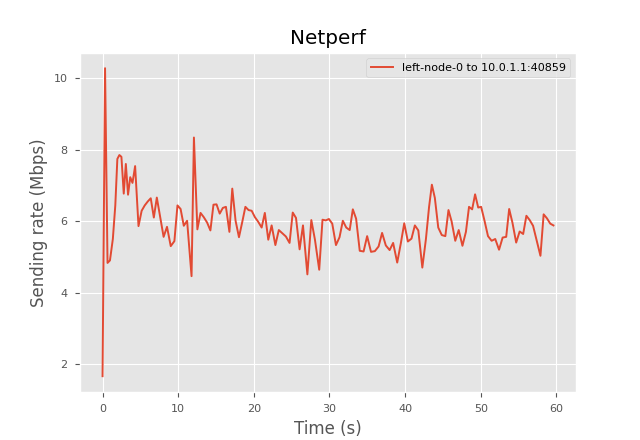 Netperf
left-node-0 to 10.0.1.1:40859
Sending rate (Mbps)
10
8
6
4
2
0 10 20 30 40 50 60
Time (s)